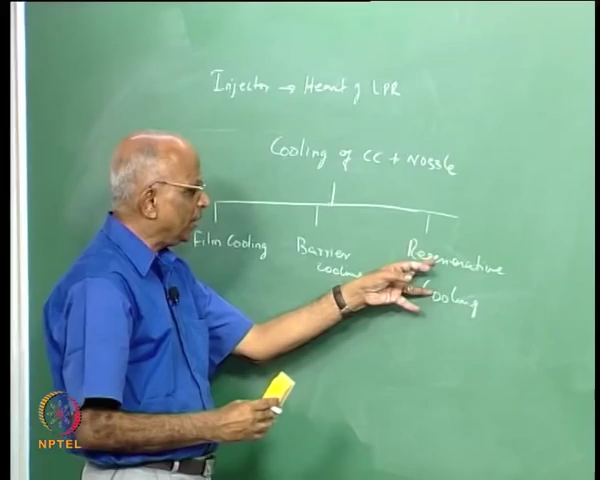 Injector → Heart of LPR
Cooling of CC + Nozzle
Film Cooling
Barrier
Cooling
Regenerative
Cooling
NPTEL